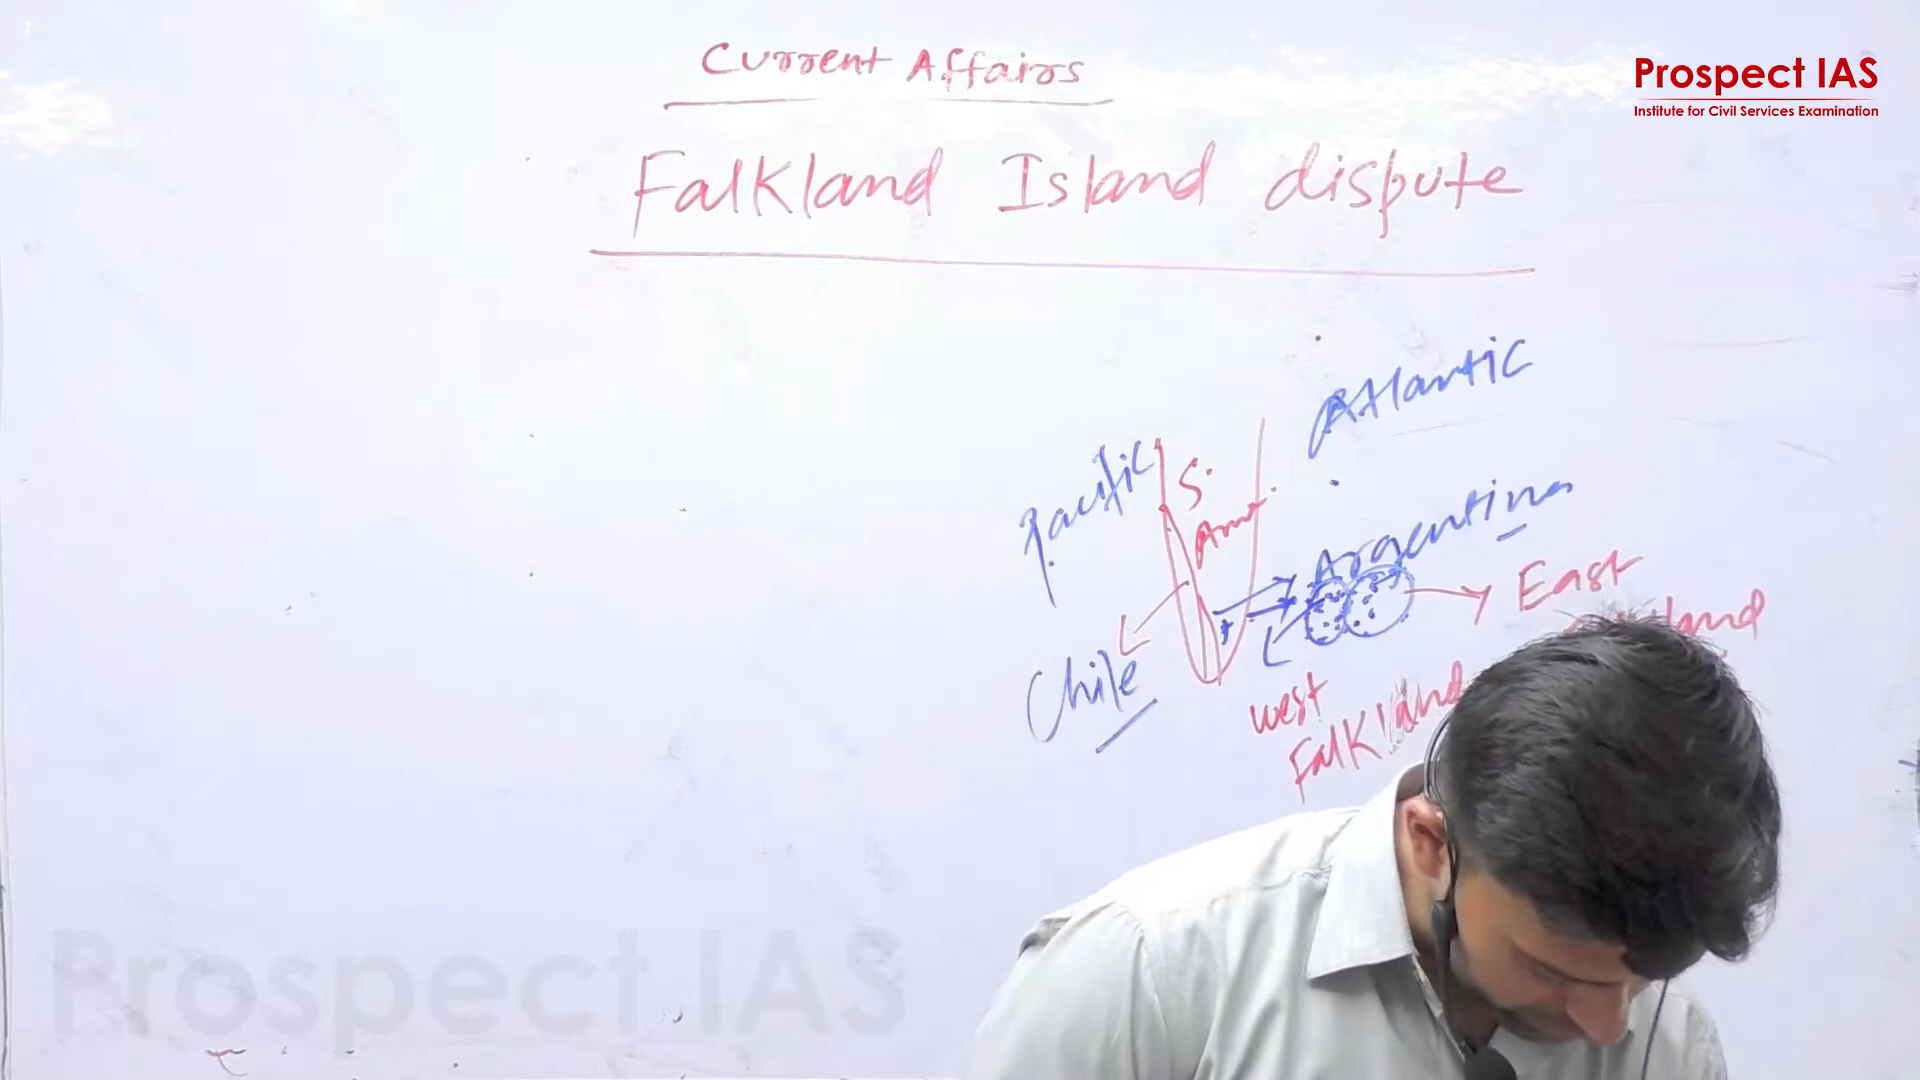 Current Affairs
Prospect IAS
Institute for Civil Services Examination
Falkland Island dispute
Atlantic
Pacific
S.
Ame.
Argentina
East
Chile
west
Falkland
Prospect IAS